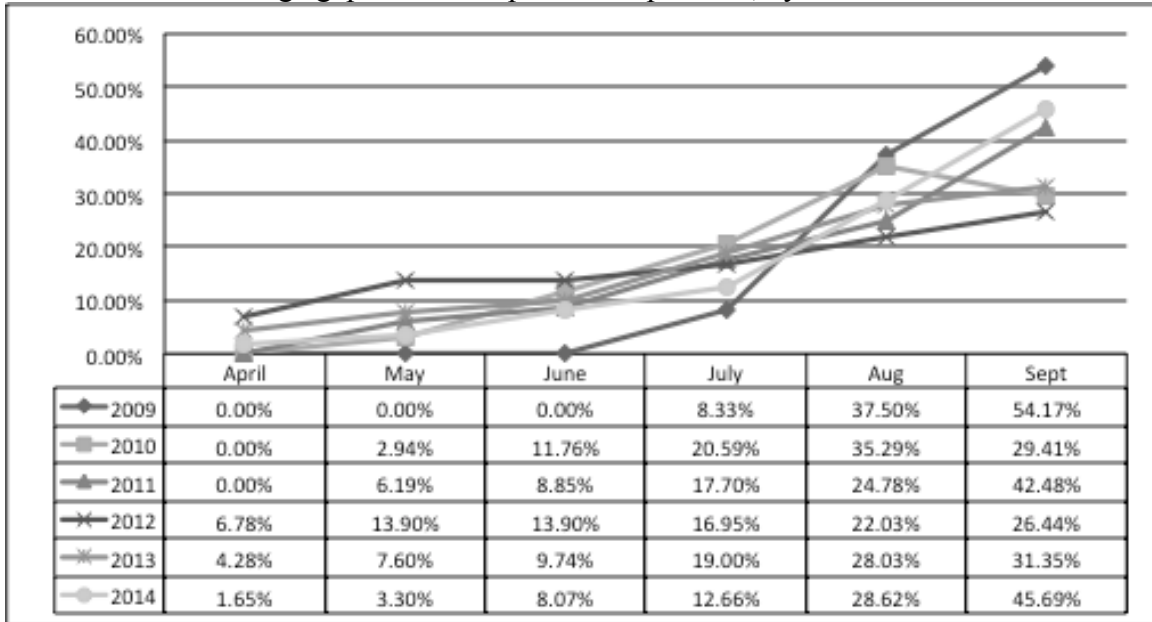 60.00%
50.00%
40.00%
30.00%
20.00%
10.00%
0.00%
April May June July Aug Sept
2009 0.00% 0.00% 0.00% 8.33% 37.50% 54.17%
2010 0.00% 2.94% 11.76% 20.59% 35.29% 29.41%
2011 0.00% 6.19% 8.85% 17.70% 24.78% 42.48%
2012 6.78% 13.90% 13.90% 16.95% 22.03% 26.44%
2013 4.28% 7.60% 9.74% 19.00% 28.03% 31.35%
2014 1.65% 3.30% 8.07% 12.66% 28.62% 45.69%